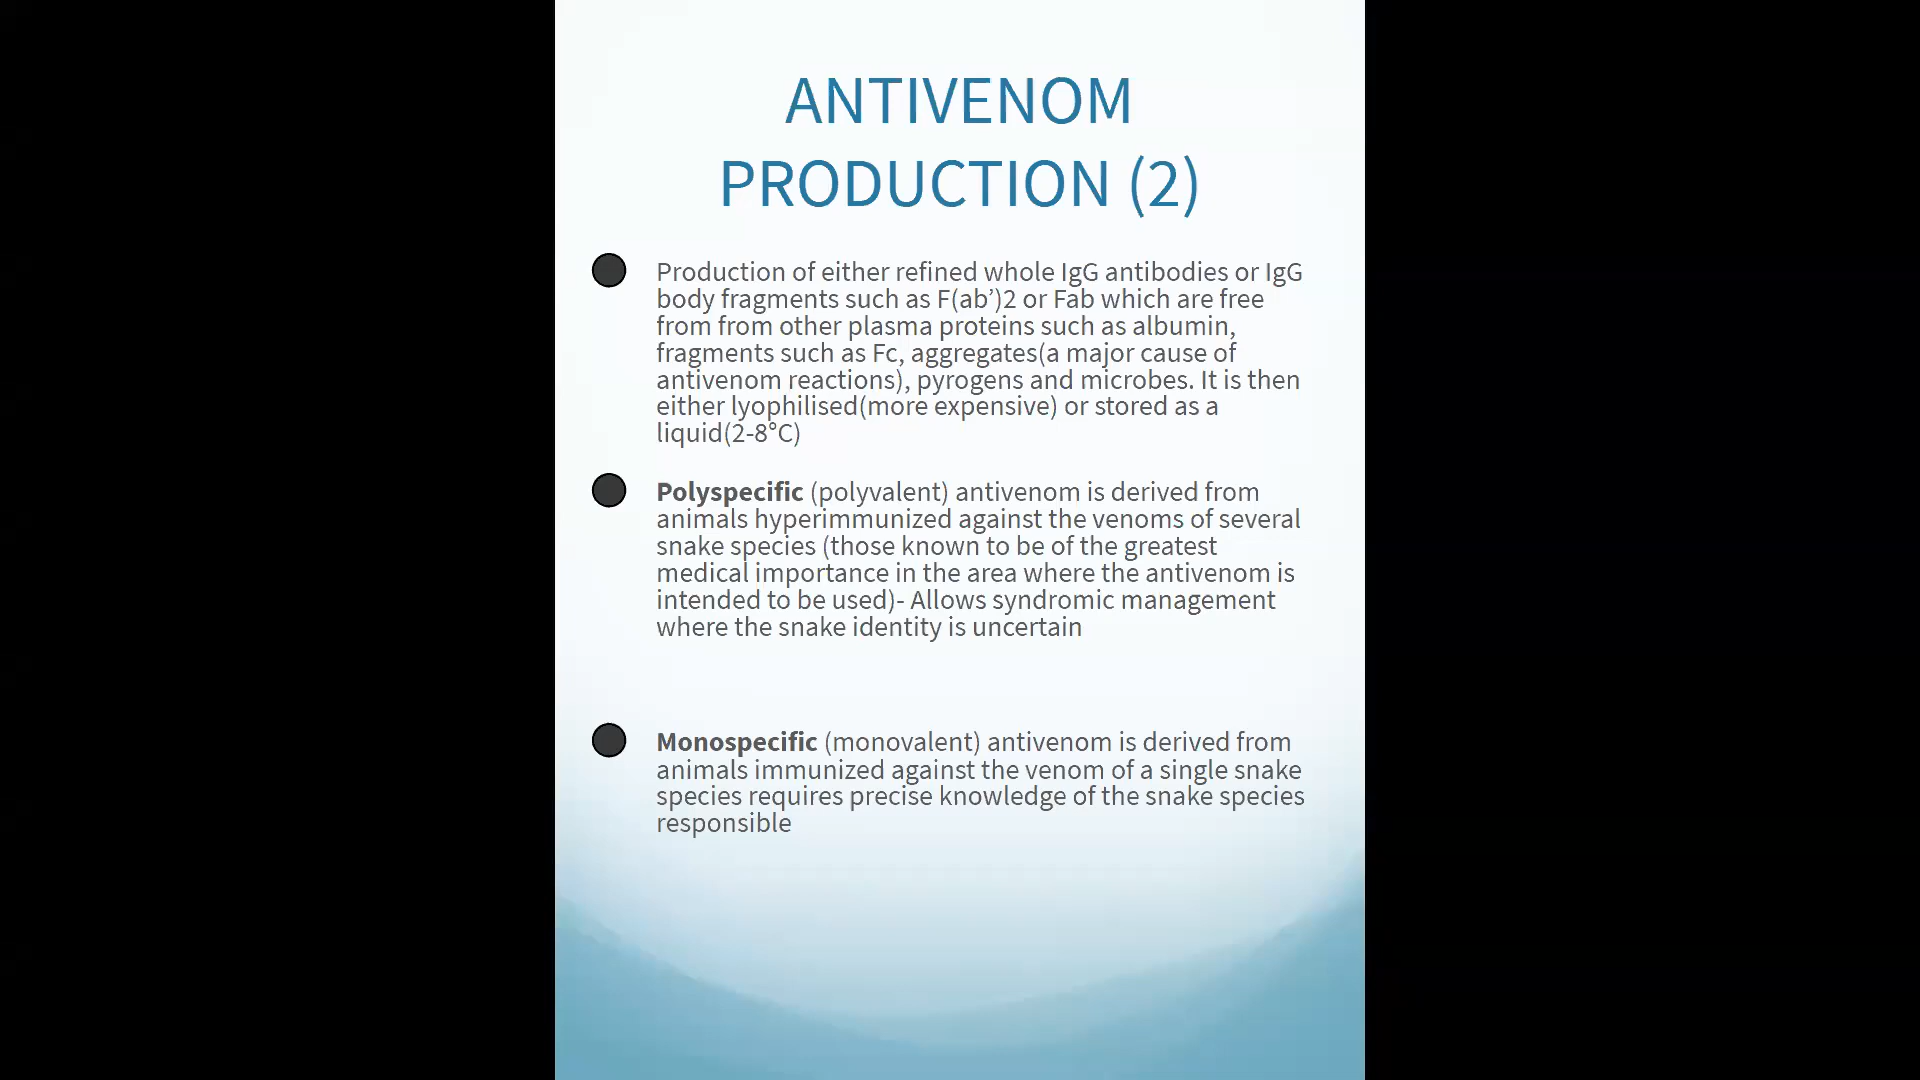 ANTIVENOM
PRODUCTION (2)
Production of either refined whole IgG antibodies or IgG
body fragments such as F(ab’)2 or Fab which are free
from from other plasma proteins such as albumin,
fragments such as Fc, aggregates(a major cause of
antivenom reactions), pyrogens and microbes. It is then
either lyophilised(more expensive) or stored as a
liquid(2-8°C)
Polyspecific (polyvalent) antivenom is derived from
animals hyperimmunized against the venoms of several
snake species (those known to be of the greatest
medical importance in the area where the antivenom is
intended to be used)- Allows syndromic management
where the snake identity is uncertain
Monospecific (monovalent) antivenom is derived from
animals immunized against the venom of a single snake
species requires precise knowledge of the snake species
responsible